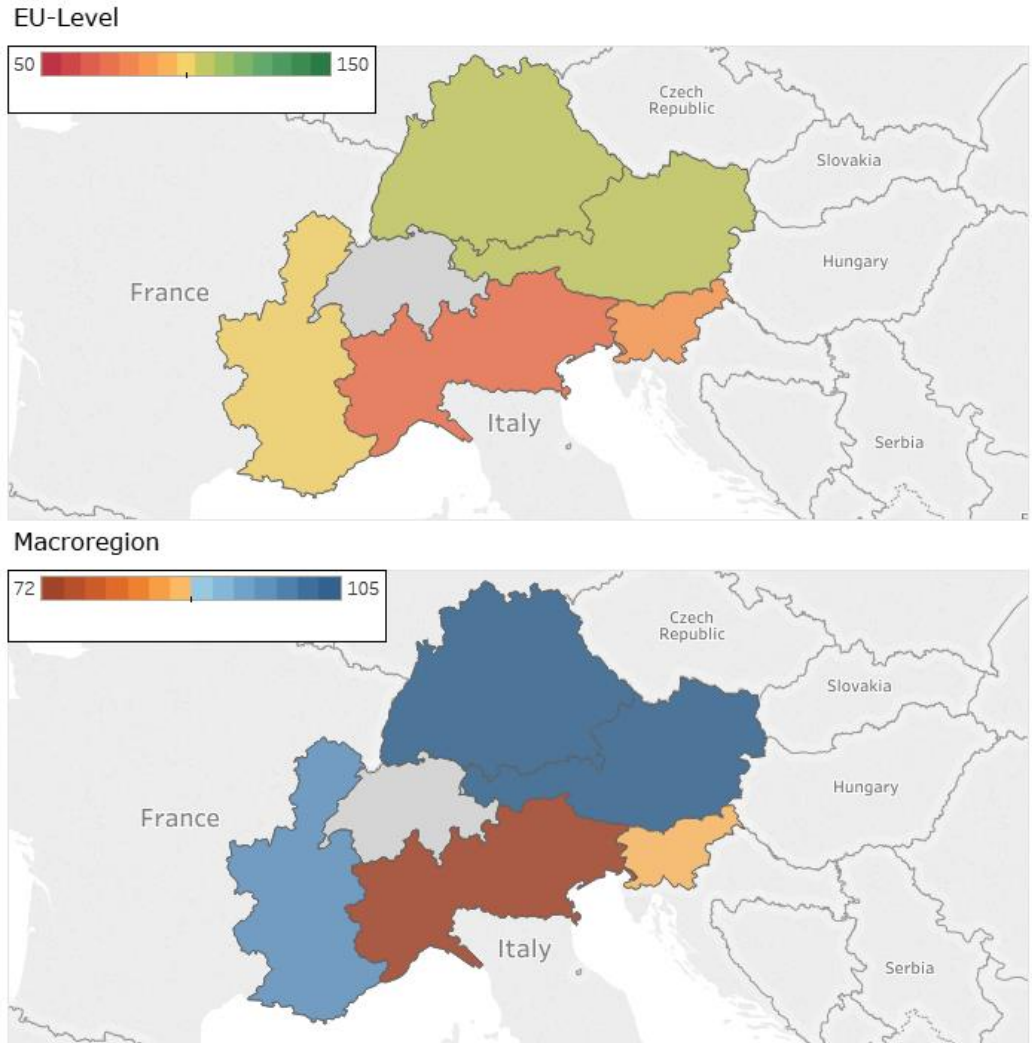 EU-Level
50 150
Czech
Republic
Slovakia
Hungary
France
Italy
Serbia
Macroregion
72 105
Czech
Republic
Slovakia
Hungary
France
Italy
Serbia